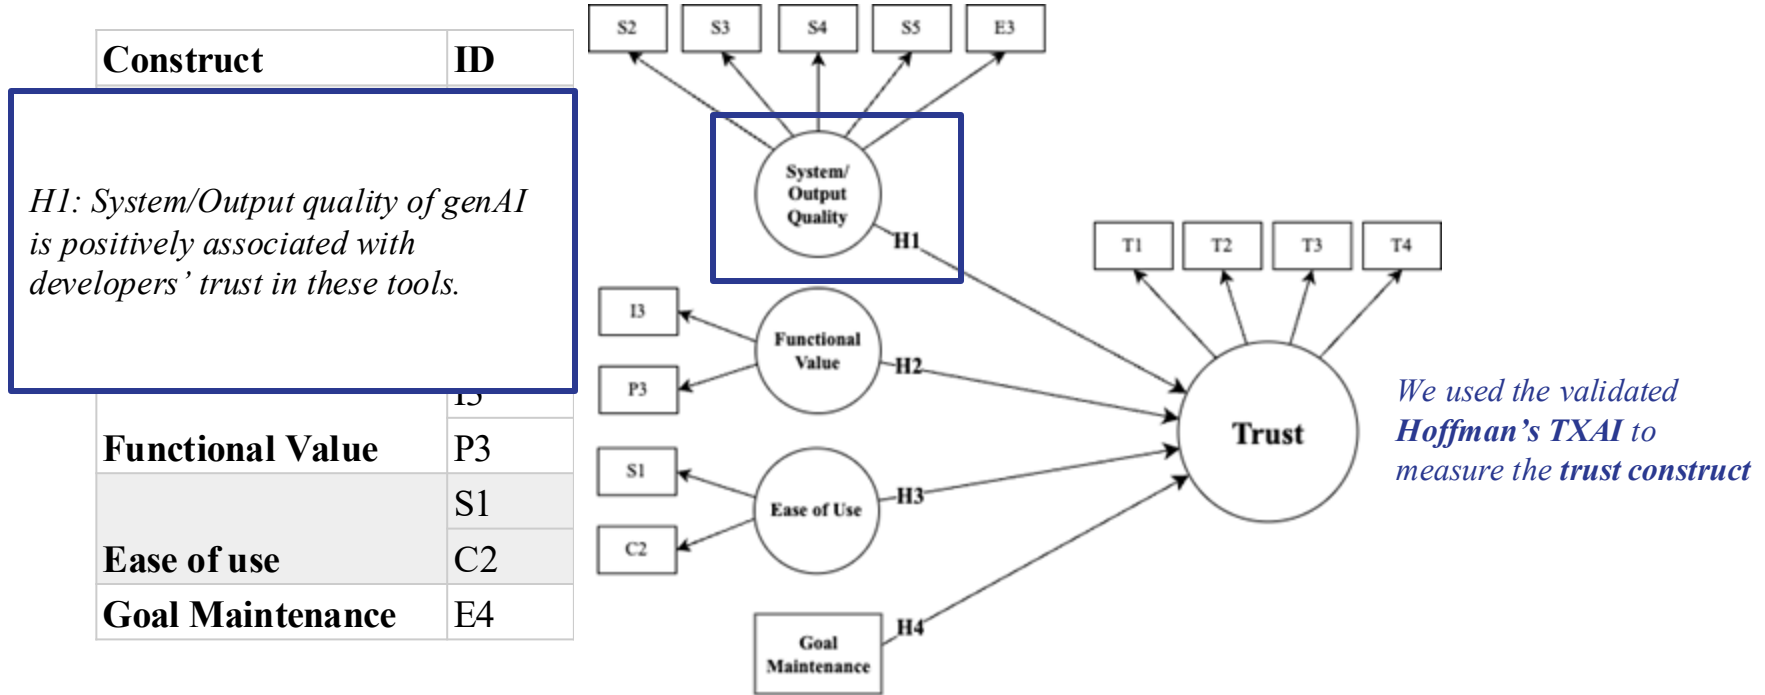 Construct ID
H1: System/Output quality of genAI
is positively associated with
developers’ trust in these tools.
I3
Functional Value P3
S1
Ease of use C2
Goal Maintenance E4
S2 S3 S4 S5 E3
System/
Output
Quality
H1
I3
P3
Functional
Value
H2
S1
C2
Ease of Use
H3
Goal
Maintenance
H4
T1 T2 T3 T4
Trust
We used the validated
Hoffman’s TXAI to
measure the trust construct